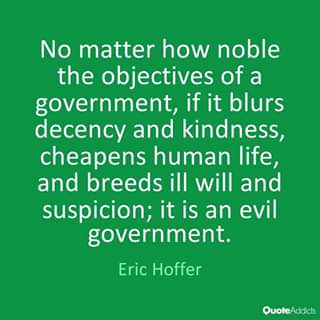 No matter how noble
the objectives of a
government, if it blurs
decency and kindness,
cheapens human life,
and breeds ill will and
suspicion; it is an evil
government.
Eric Hoffer
QuoteAddicts